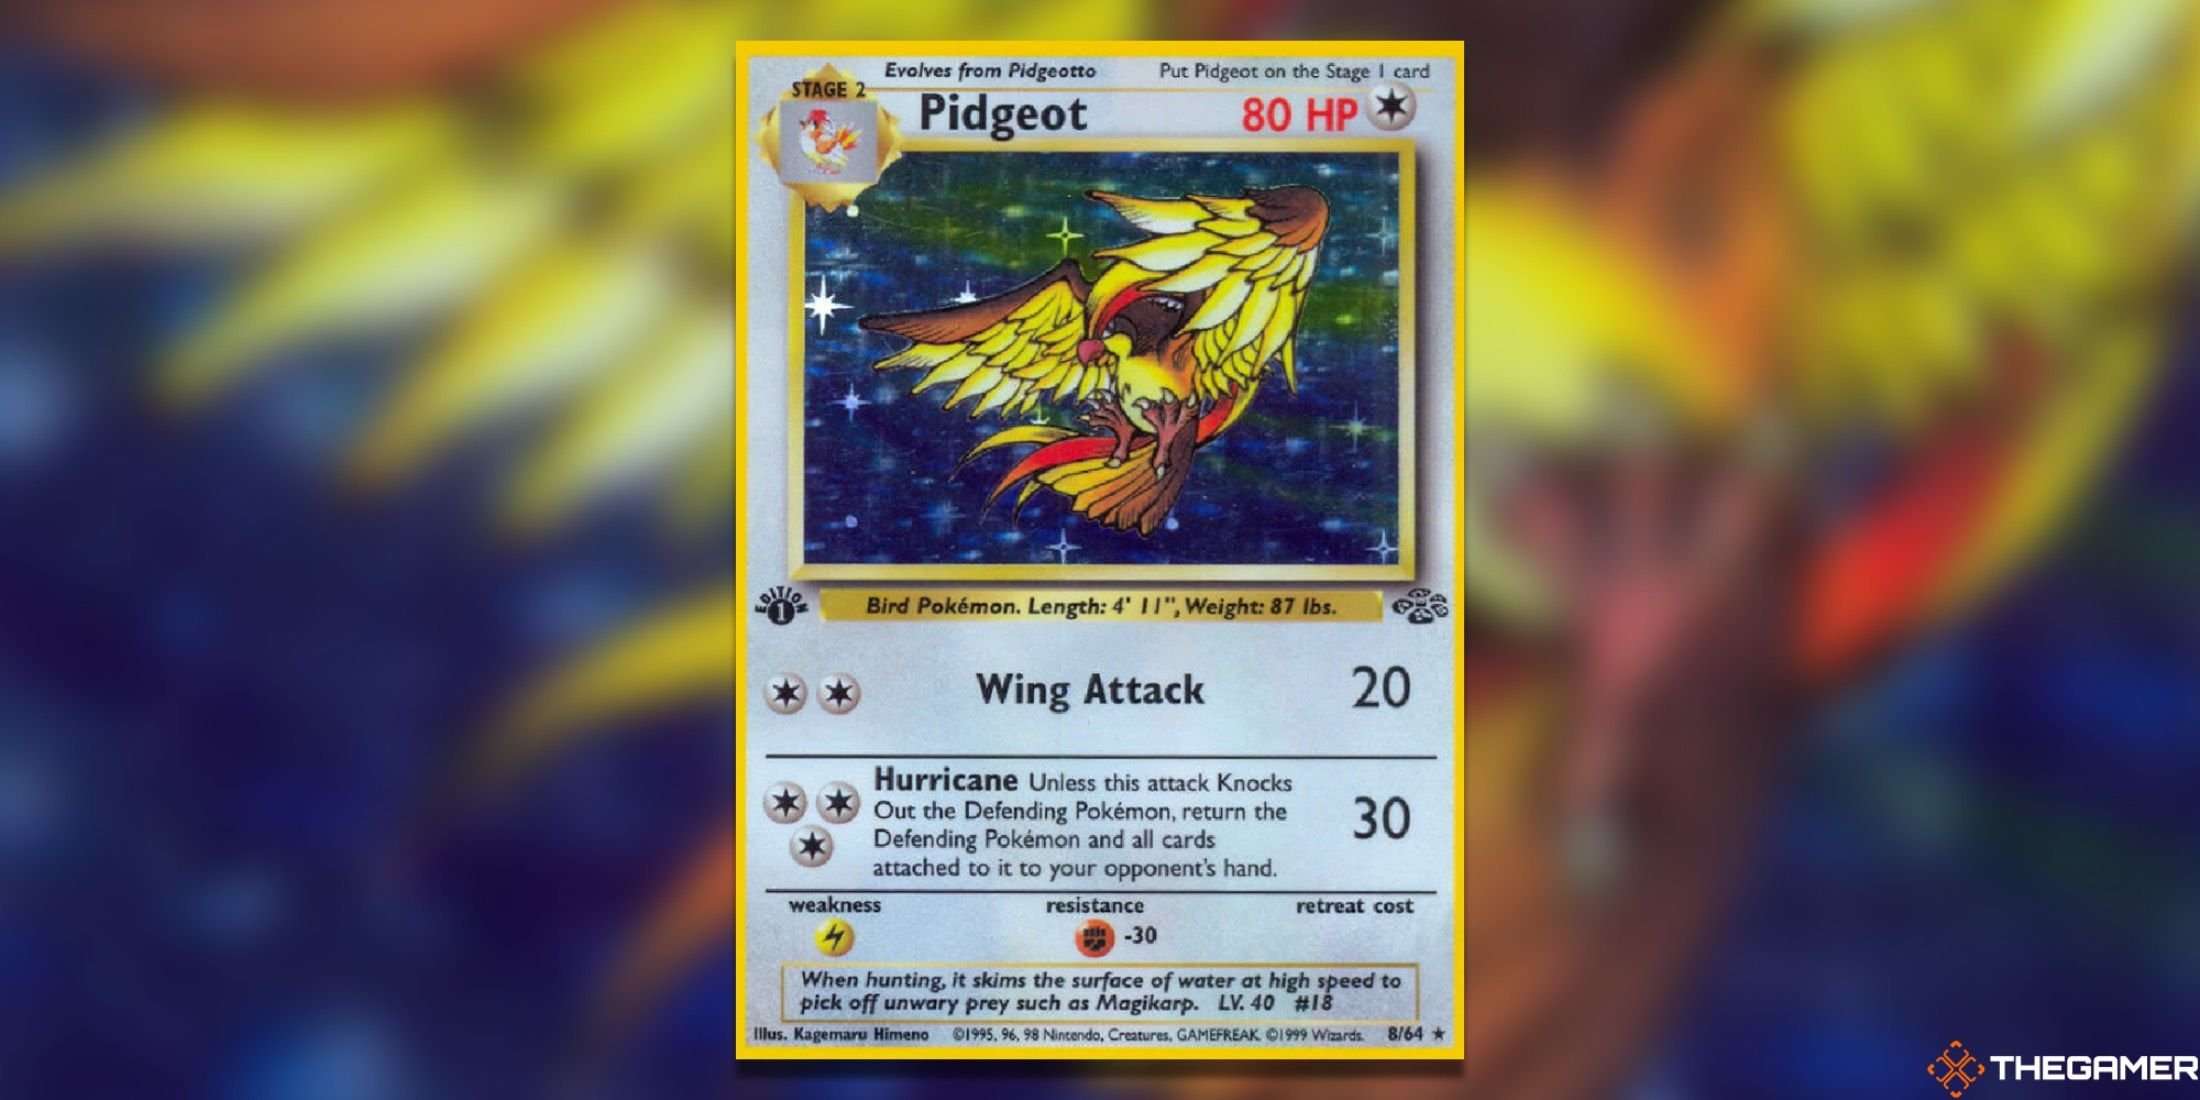 Evolves from Pidgeotto Put Pidgeot on the Stage 1 card
STAGE 2
Pidgeot 80 HP
EDITION
1
Bird Pokémon. Length: 4' 11", Weight: 87 lbs.
Wing Attack 20
Hurricane Unless this attack Knocks
Out the Defending Pokémon, return the
Defending Pokémon and all cards
attached to it to your opponent's hand.
30
weakness resistance retreat cost
-30
When hunting, it skims the surface of water at high speed to
pick off unwary prey such as Magikarp. LV. 40 #18
Illus. Kagemaru Himeno ©1995, 96, 98 Nintendo, Creatures, GAMEFREAK. ©1999 Wizards. 8/64 ★
THEGAMER